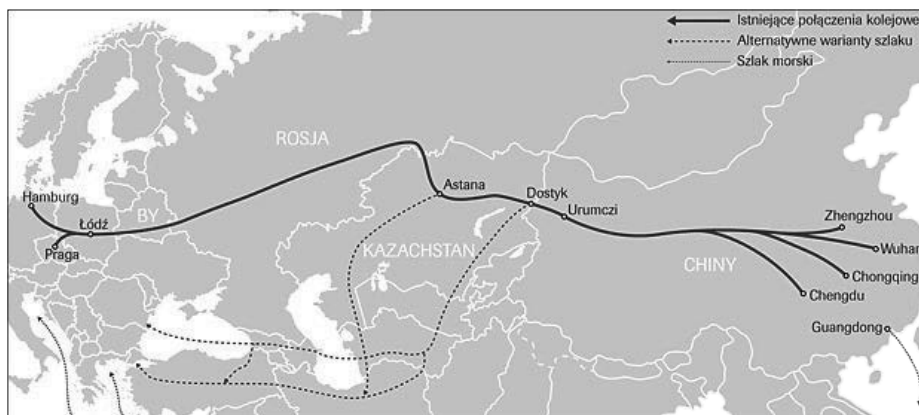 Istniejące połączenia kolejowe
Alternatywne warianty szlaku
Szlak morski
ROSJA
Astana
Dostyk
Urumczi
Hamburg
BY
Łódź
Praga
KAZACHSTAN
Zhengzhou
Wuhan
CHINY
Chongqing
Chengdu
Guangdong